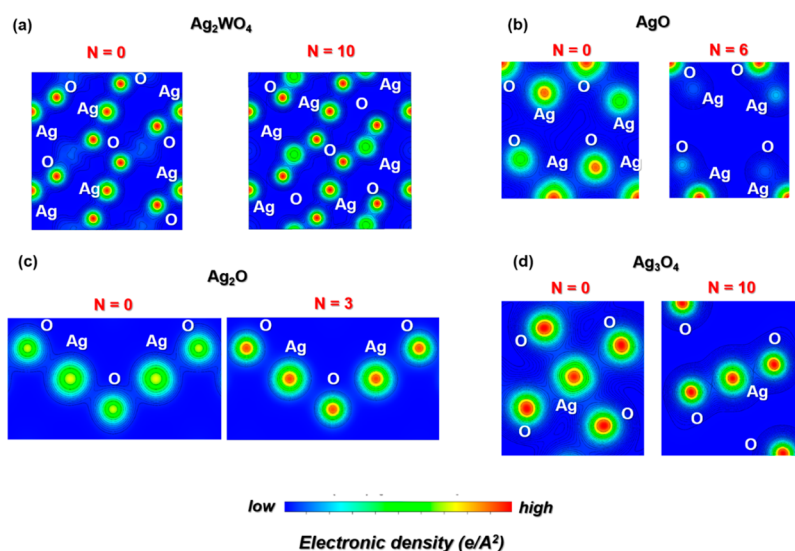 (a)
Ag₂WO₄
N = 0
N = 10
O
Ag
Ag
Ag
O
O
Ag
Ag
O
O
Ag
O
Ag
O
Ag
Ag
O
(b)
AgO
N = 0
N = 6
O
O
Ag
Ag
O
Ag
O
Ag
O
O
Ag
Ag
O
O
Ag
Ag
(c)
Ag₂O
N = 0
N = 3
O
Ag
Ag
O
O
O
Ag
Ag
O
O
(d)
Ag₃O₄
N = 0
N = 10
O
O
Ag
O
O
O
O
Ag
O
O
low
high
Electronic density (e/A²)